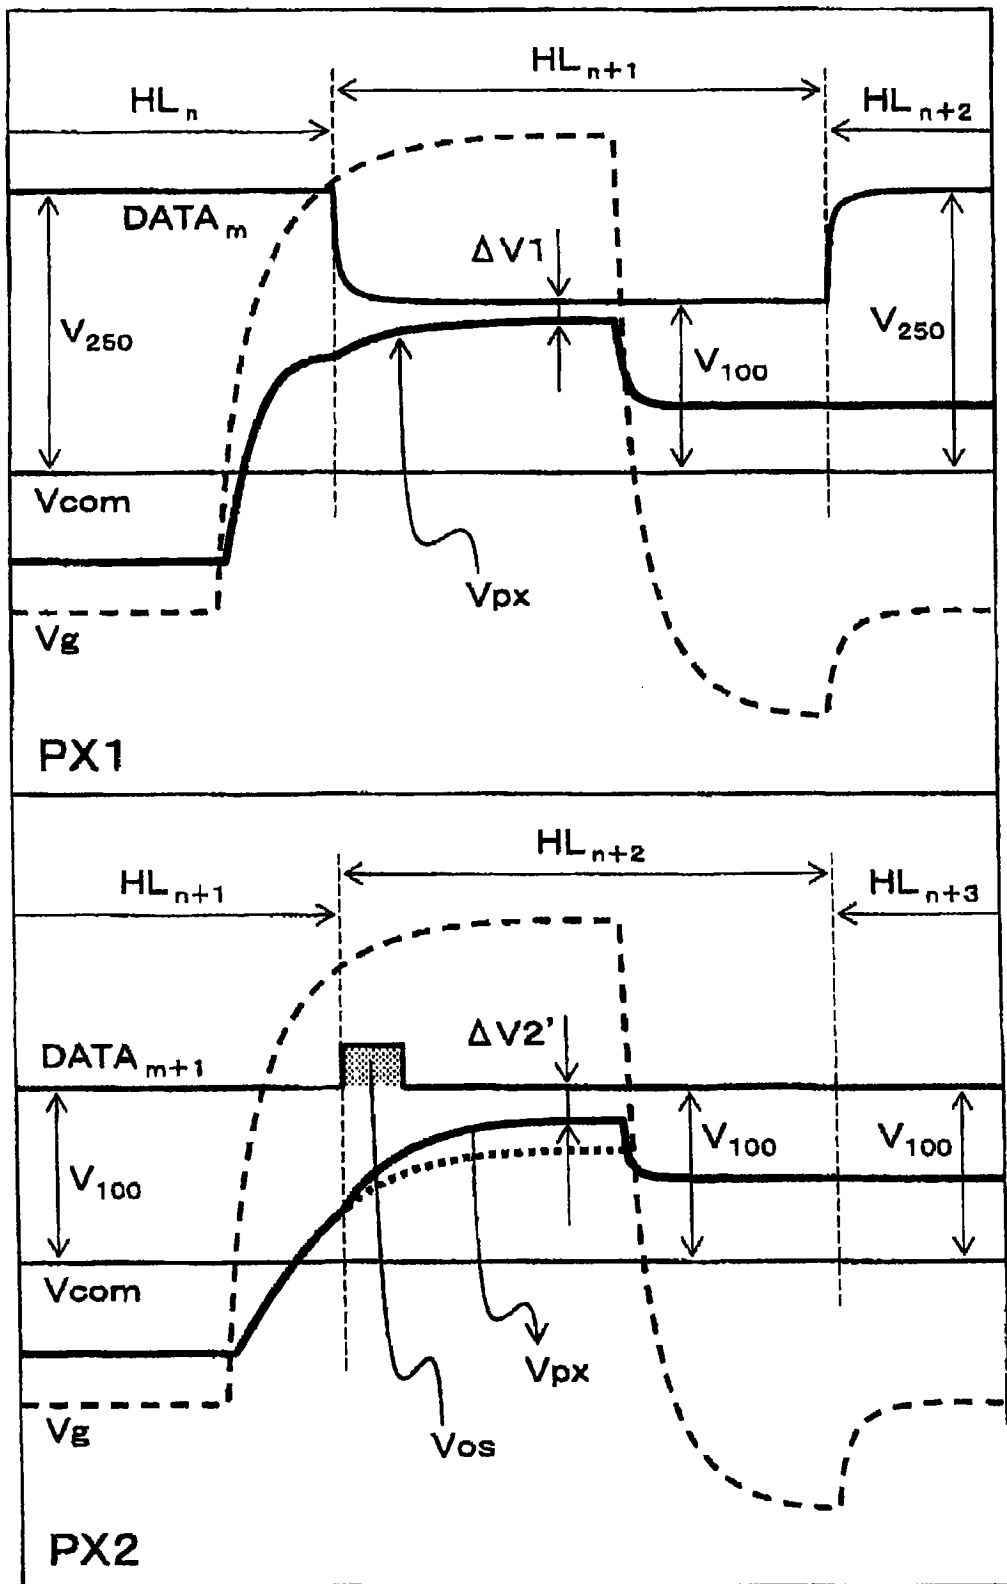 HLn+1
HLn
HLn+2
DATAm
ΔV1
V250
V100
V250
Vcom
Vpx
Vg
PX1
HLn+2
HLn+1
HLn+3
ΔV2'
DATAm+1
V100
V100
V100
Vcom
Vpx
Vg
Vos
PX2